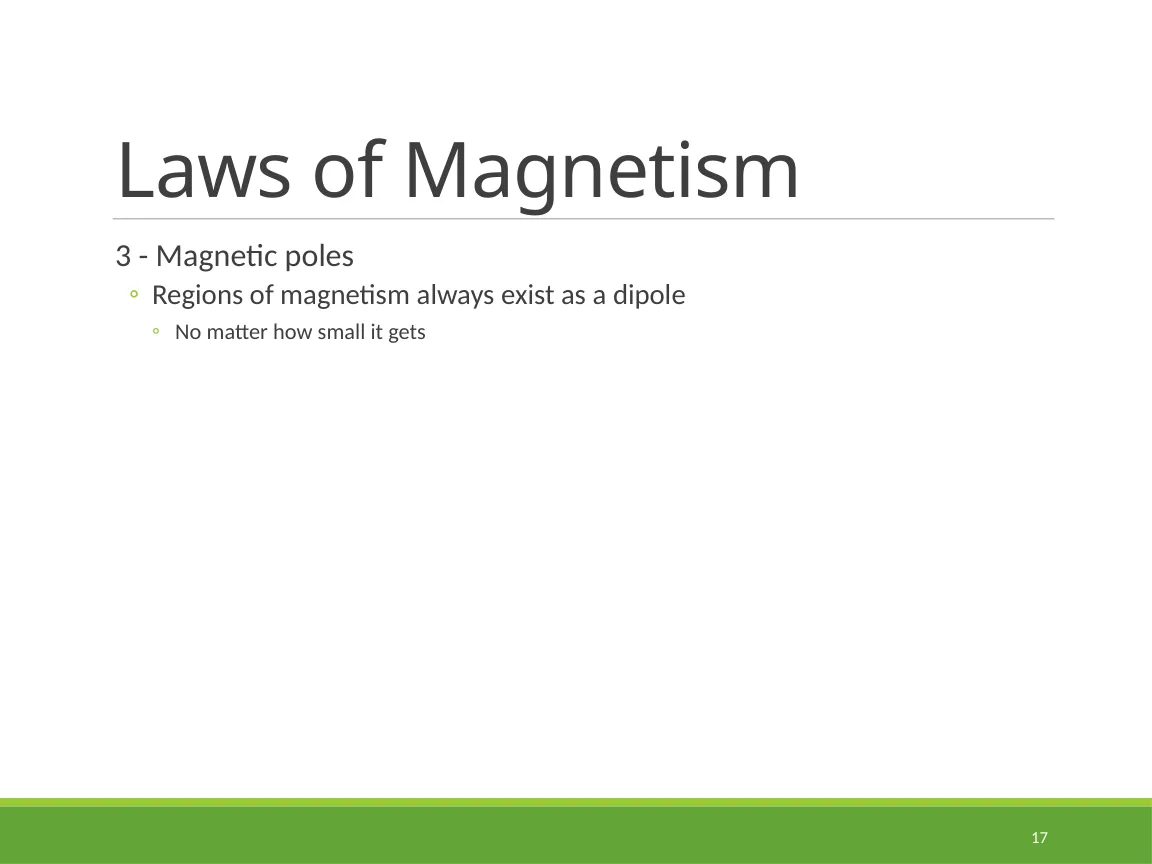 Laws of Magnetism
3 - Magnetic poles
◦ Regions of magnetism always exist as a dipole
◦ No matter how small it gets
17